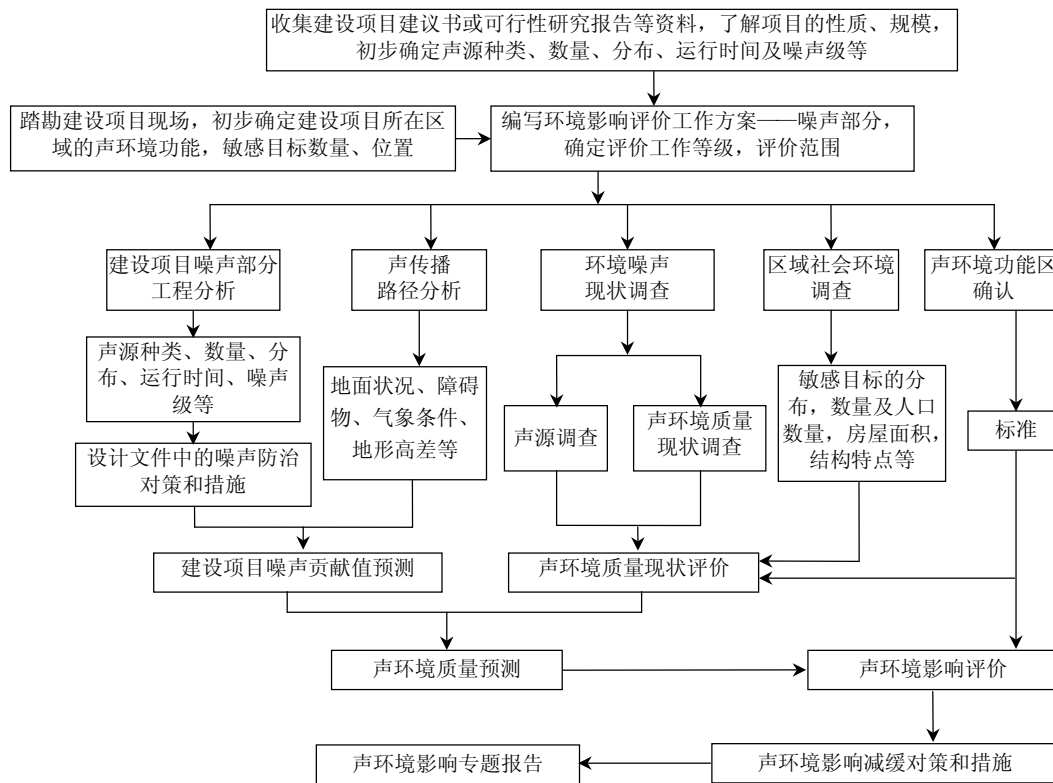 收集建设项目建议书或可行性研究报告等资料，了解项目的性质、规模，
初步确定声源种类、数量、分布、运行时间及噪声级等
踏勘建设项目现场，初步确定建设项目所在区
域的声环境功能，敏感目标数量、位置
编写环境影响评价工作方案——噪声部分，
确定评价工作等级，评价范围
建设项目噪声部分
工程分析
声传播
路径分析
环境噪声
现状调查
区域社会环境
调查
声环境功能区
确认
声源种类、数量、分
布、运行时间、噪声
级等
地面状况、障碍
物、气象条件、
地形高差等
声源调查
声环境质量
现状调查
敏感目标的分
布，数量及人口
数量，房屋面积，
结构特点等
标准
设计文件中的噪声防治
对策和措施
建设项目噪声贡献值预测
声环境质量现状评价
声环境质量预测
声环境影响评价
声环境影响专题报告
声环境影响减缓对策和措施